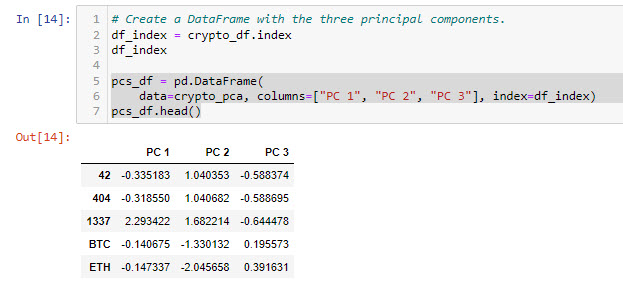 In [14]:
1 # Create a DataFrame with the three principal components.
2 df_index = crypto_df.index
3 df_index
4
5 pcs_df = pd.DataFrame(
6     data=crypto_pca, columns=["PC 1", "PC 2", "PC 3"], index=df_index)
7 pcs_df.head()
Out[14]:
PC 1 PC 2 PC 3
42 -0.335183 1.040353 -0.588374
404 -0.318550 1.040682 -0.588695
1337 2.293422 1.682214 -0.644478
BTC -0.140675 -1.330132 0.195573
ETH -0.147337 -2.045658 0.391631